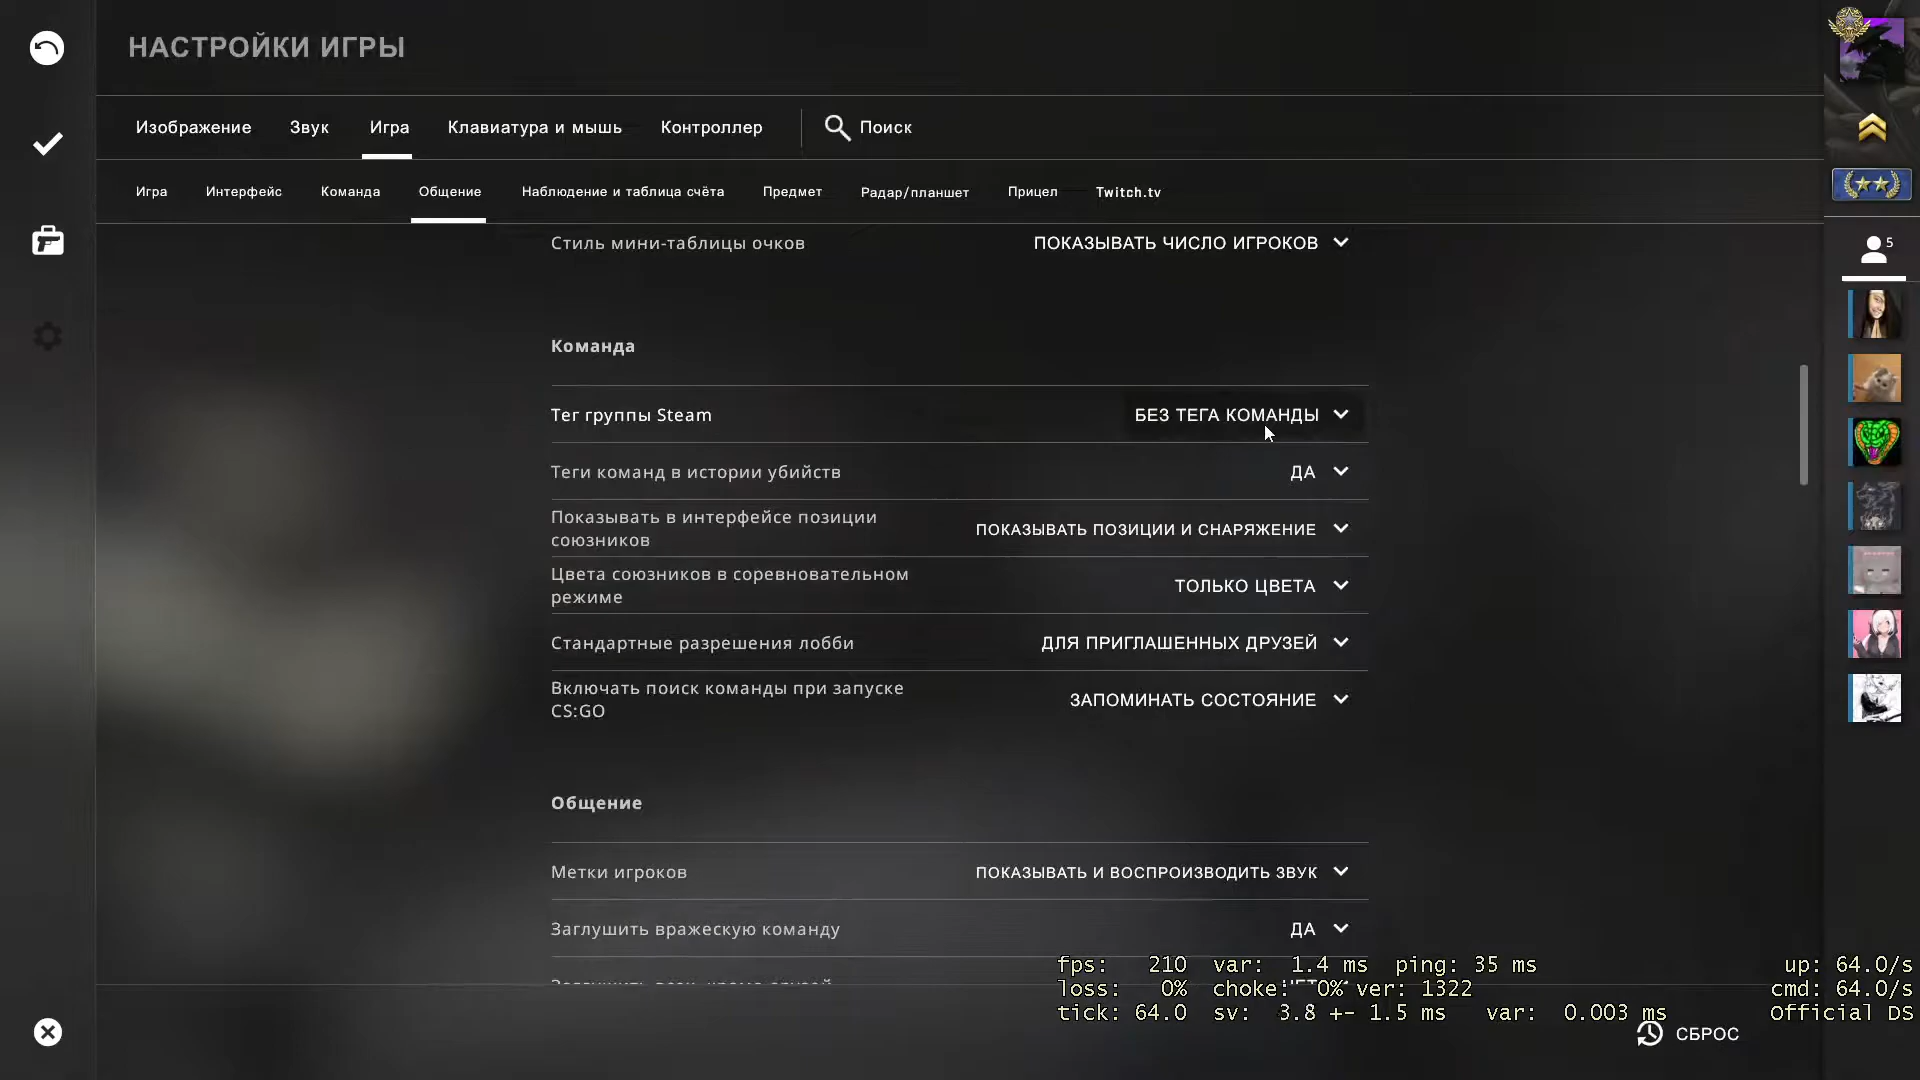 НАСТРОЙКИ ИГРЫ
Изображение Звук Игра Клавиатура и мышь Контроллер Поиск
Игра Интерфейс Команда Общение Наблюдение и таблица счёта Предмет Радар/планшет Прицел Twitch.tv
5
Стиль мини-таблицы очков ПОКАЗЫВАТЬ ЧИСЛО ИГРОКОВ
Команда
Тег группы Steam БЕЗ ТЕГА КОМАНДЫ
Теги команд в истории убийств ДА
Показывать в интерфейсе позиции
союзников ПОКАЗЫВАТЬ ПОЗИЦИИ И СНАРЯЖЕНИЕ
Цвета союзников в соревновательном
режиме ТОЛЬКО ЦВЕТА
Стандартные разрешения лобби ДЛЯ ПРИГЛАШЕННЫХ ДРУЗЕЙ
Включать поиск команды при запуске
CS:GO ЗАПОМИНАТЬ СОСТОЯНИЕ
Общение
Метки игроков ПОКАЗЫВАТЬ И ВОСПРОИЗВОДИТЬ ЗВУК
Заглушить вражескую команду ДА
fps: 210 var: 1.4 ms ping: 35 ms up: 64.0/s
loss: 0% choke: 0% ver: 1322 cmd: 64.0/s
tick: 64.0 sv: 3.8 +- 1.5 ms var: 0.003 ms Official DS
СБРОС